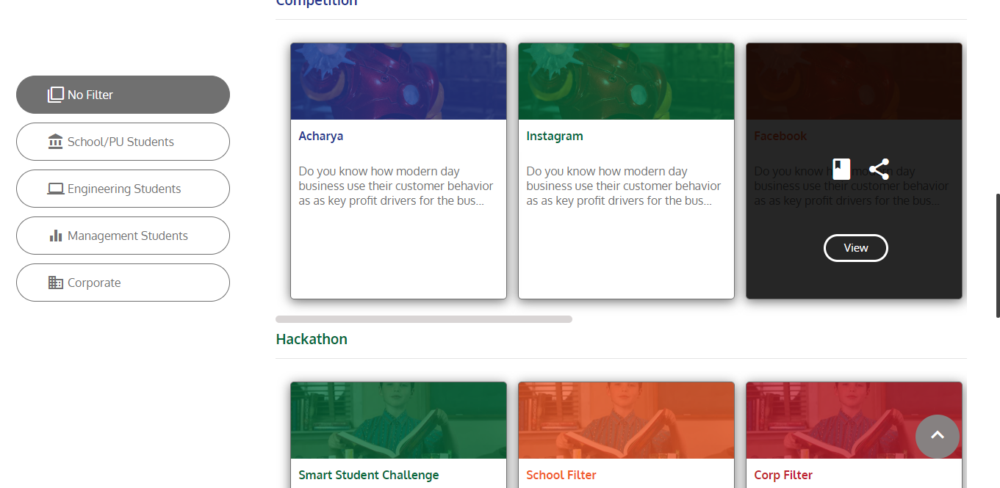 Competition
No Filter
School/PU Students
Engineering Students
Management Students
Corporate
Acharya
Do you know how modern day
business use their customer behavior
as as key profit drivers for the bus...
Instagram
Do you know how modern day
business use their customer behavior
as as key profit drivers for the bus...
Facebook
Do you know how modern day
business use their customer behavior
as as key profit drivers for the bus...
View
Hackathon
Smart Student Challenge
School Filter
Corp Filter